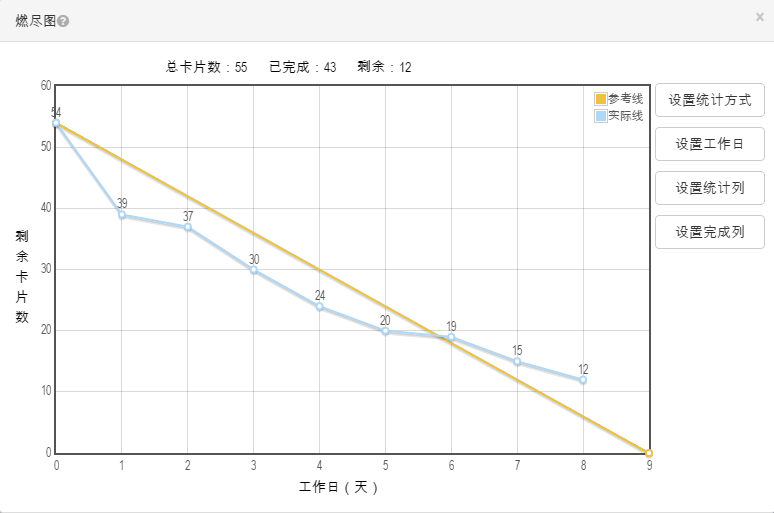 燃尽图?
×
总卡片数：55 已完成：43 剩余：12
参考线
实际线
设置统计方式
设置工作日
设置统计列
设置完成列
剩余卡片数
60
50
40
30
20
10
0
54
39
37
30
24
20
19
15
12
0 1 2 3 4 5 6 7 8 9
工作日（天）